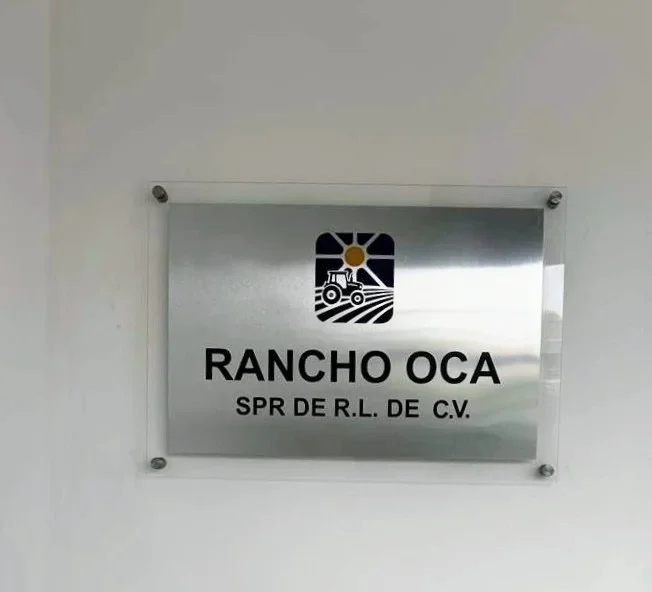 RANCHO OCA
SPR DE R.L. DE C.V.